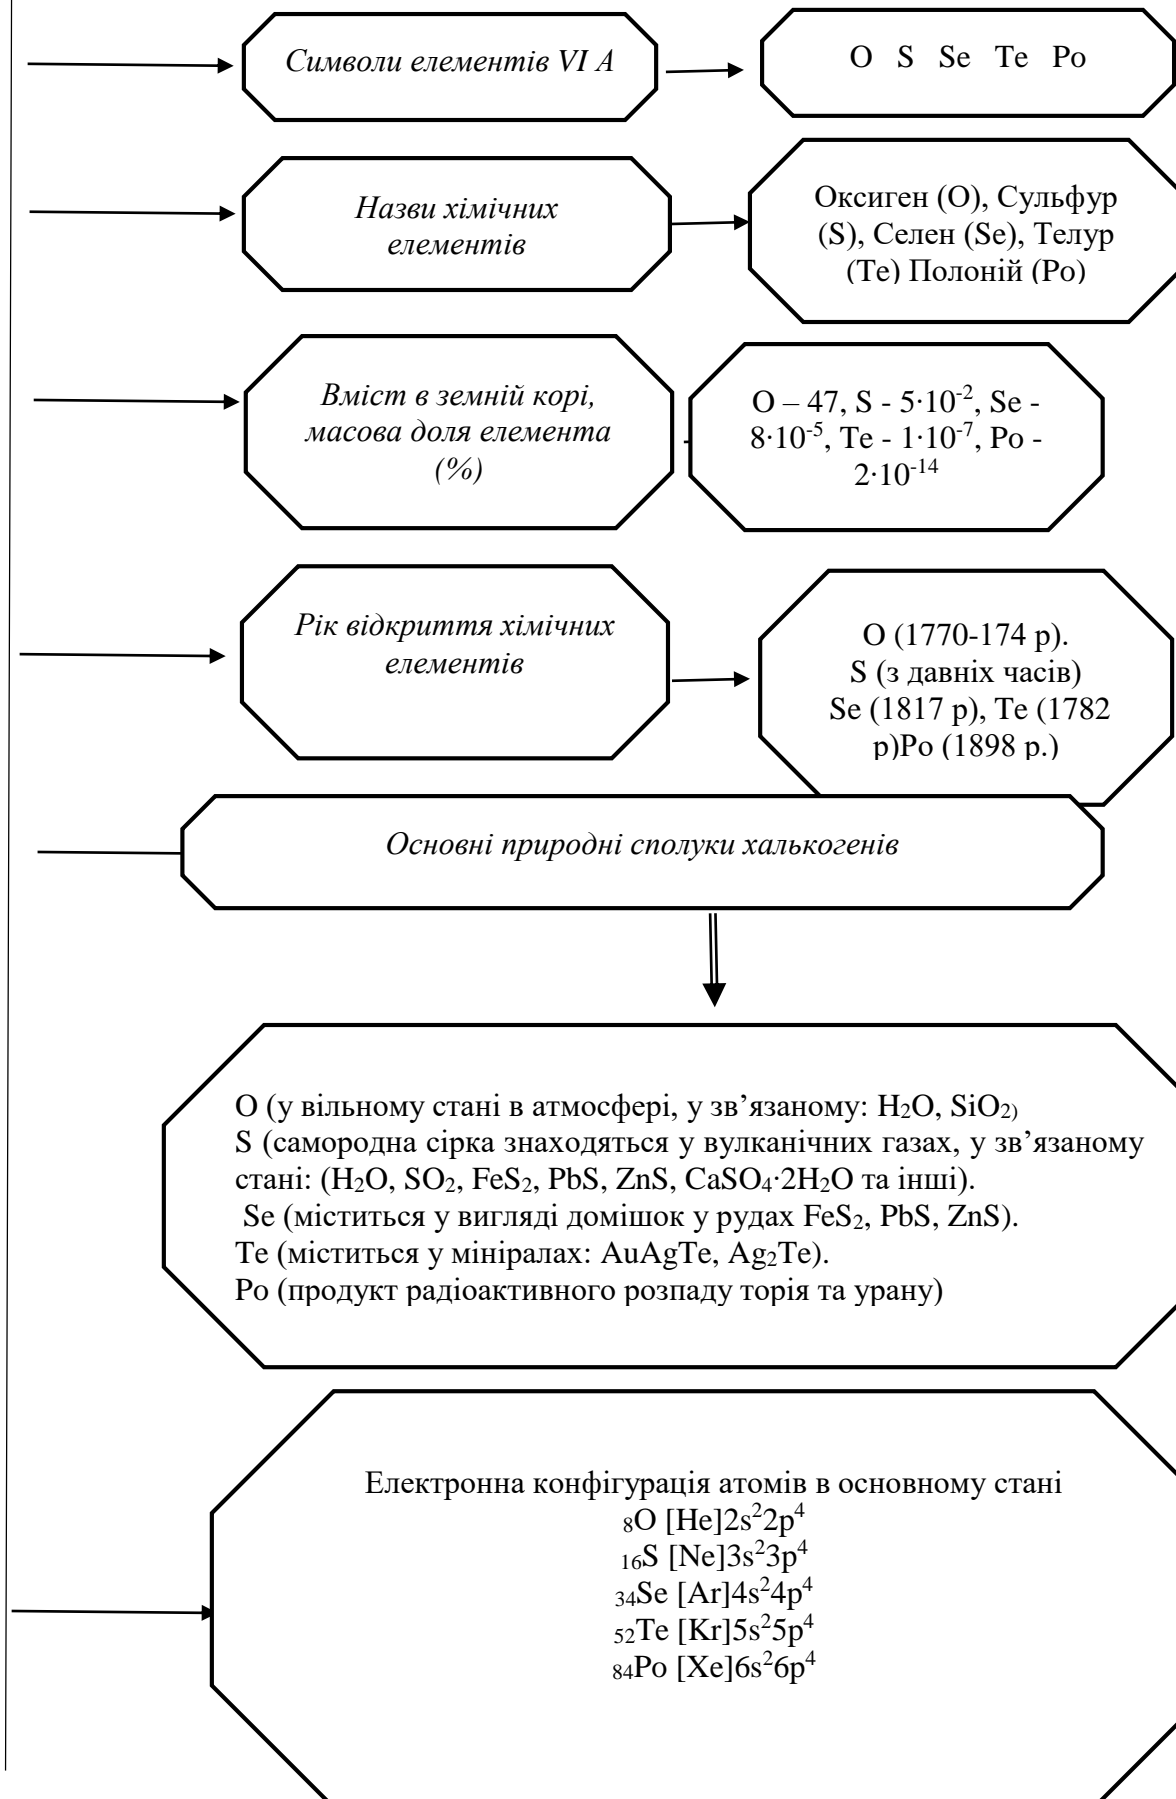 Символи елементів VI А
O S Se Te Po
Назви хімічних
елементів
Оксиген (O), Сульфур
(S), Селен (Se), Телур
(Te) Полоній (Po)
Вміст в земній корі,
масова доля елемента
(%)
O – 47, S - 5·10⁻², Se -
8·10⁻⁵, Te - 1·10⁻⁷, Po -
2·10⁻¹⁴
Рік відкриття хімічних
елементів
O (1770-174 р).
S (з давніх часів)
Se (1817 р), Te (1782
р)Po (1898 р.)
Основні природні сполуки халькогенів
O (у вільному стані в атмосфері, у зв’язаному: H₂O, SiO₂₎
S (самородна сірка знаходяться у вулканічних газах, у зв’язаному
стані: (H₂O, SO₂, FeS₂, PbS, ZnS, CaSO₄·2H₂O та інші).
Se (міститься у вигляді домішок у рудах FeS₂, PbS, ZnS).
Te (міститься у мініралах: AuAgTe, Ag₂Te).
Po (продукт радіоактивного розпаду торія та урану)
Електронна конфігурація атомів в основному стані
₈O [He]2s²2p⁴
₁₆S [Ne]3s²3p⁴
₃₄Se [Ar]4s²4p⁴
₅₂Te [Kr]5s²5p⁴
₈₄Po [Xe]6s²6p⁴